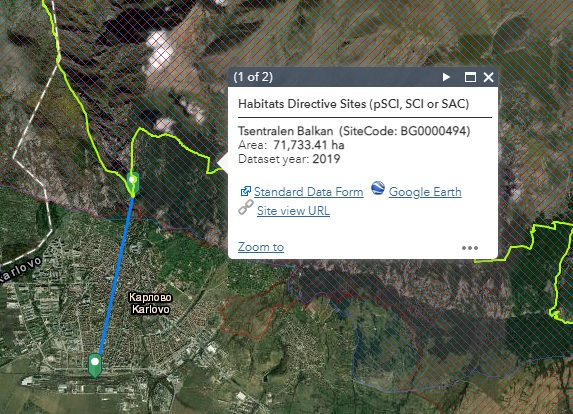 (1 of 2)
Habitats Directive Sites (pSCI, SCI or SAC)
Tsentralen Balkan (SiteCode: BG0000494)
Area: 71,733.41 ha
Dataset year: 2019
Standard Data Form Google Earth
Site view URL
Zoom to
Karlovo
Карлово
Karlovo